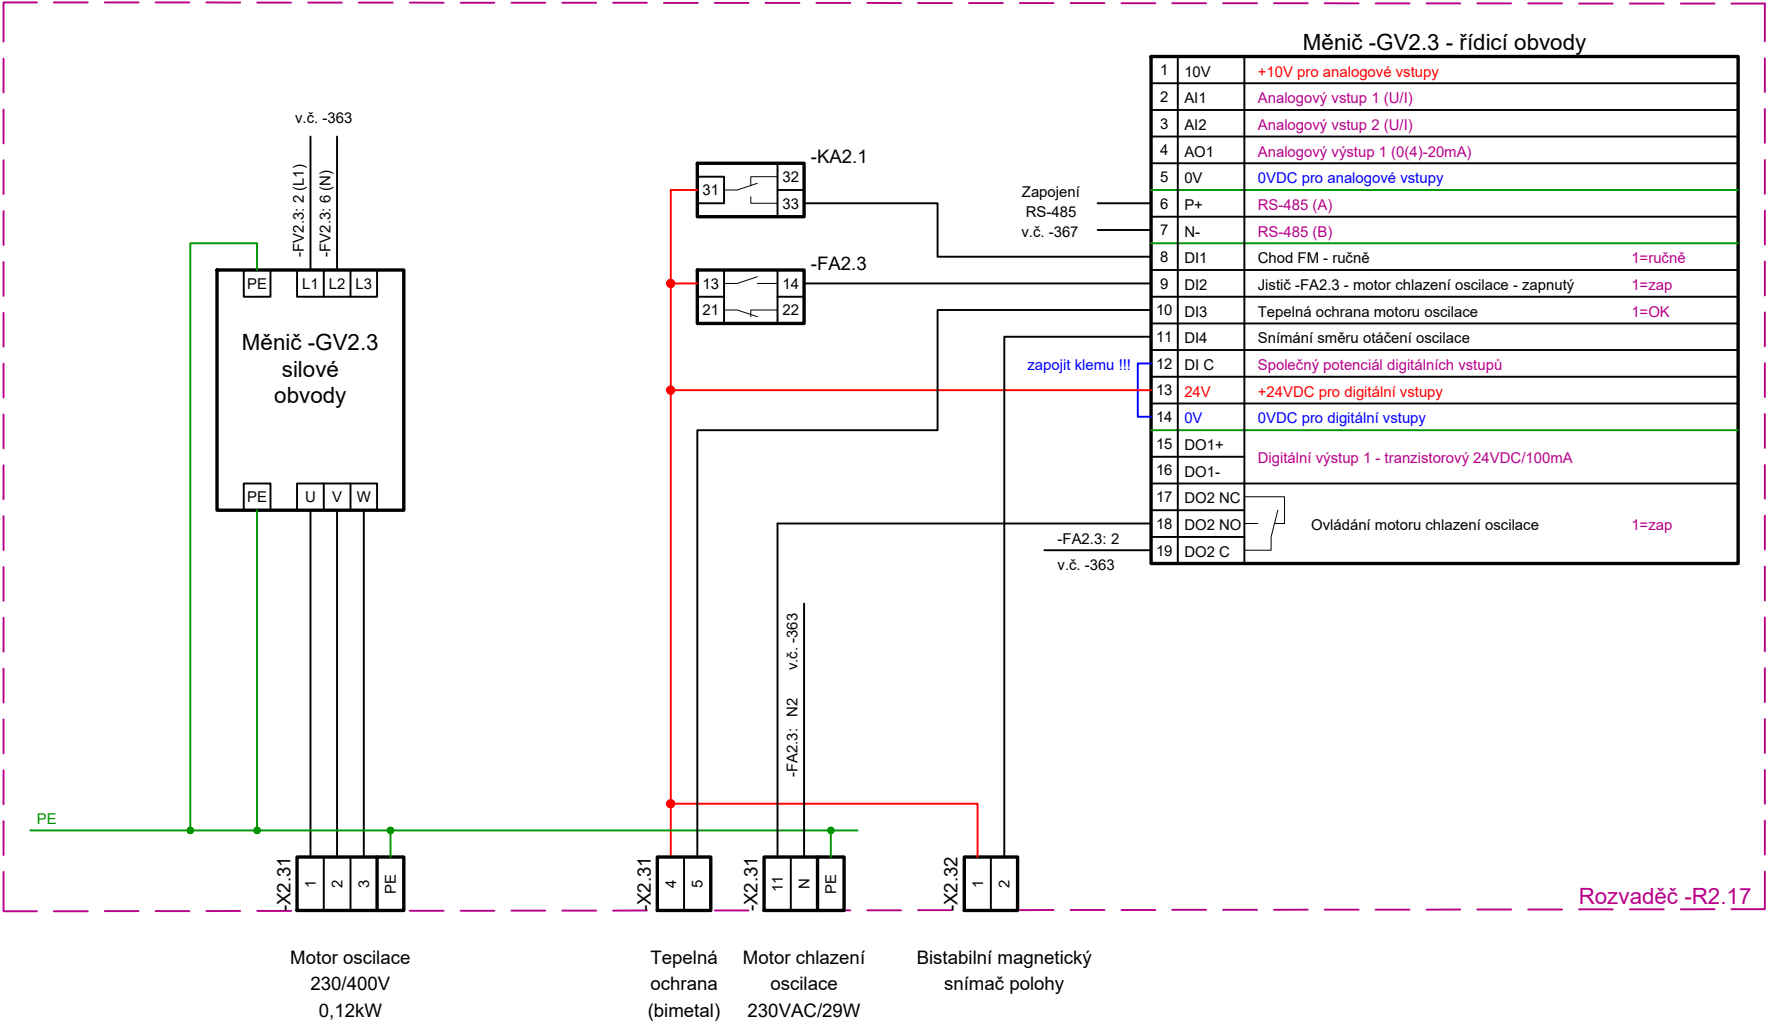 Měnič -GV2.3 - řídicí obvody
1 10V +10V pro analogové vstupy
2 AI1 Analogový vstup 1 (U/I)
3 AI2 Analogový vstup 2 (U/I)
4 AO1 Analogový výstup 1 (0(4)-20mA)
5 0V 0VDC pro analogové vstupy
6 P+ RS-485 (A)
7 N- RS-485 (B)
8 DI1 Chod FM - ručně 1=ručně
9 DI2 Jistič -FA2.3 - motor chlazení oscilace - zapnutý 1=zap
10 DI3 Tepelná ochrana motoru oscilace 1=OK
11 DI4 Snímání směru otáčení oscilace
12 DI C Společný potenciál digitálních vstupů
13 24V +24VDC pro digitální vstupy
14 0V 0VDC pro digitální vstupy
15 DO1+
16 DO1-
Digitální výstup 1 - tranzistorový 24VDC/100mA
17 DO2 NC
18 DO2 NO Ovládání motoru chlazení oscilace 1=zap
19 DO2 C
v.č. -363
-FV2.3: 2 (L1)
-FV2.3: 6 (N)
PE L1 L2 L3
Měnič -GV2.3
silové
obvody
PE U V W
-KA2.1
31 32
33
-FA2.3
13 14
21 22
Zapojení
RS-485
v.č. -367
zapojit klemu !!!
-FA2.3: 2
v.č. -363
-FA2.3: N2 v.č. -363
PE
-X2.31 1 2 3 PE
-X2.31 4 5
-X2.31 11 N PE
-X2.32 1 2
Rozvaděč -R2.17
Motor oscilace
230/400V
0,12kW
Tepelná
ochrana
(bimetal)
Motor chlazení
oscilace
230VAC/29W
Bistabilní magnetický
snímač polohy